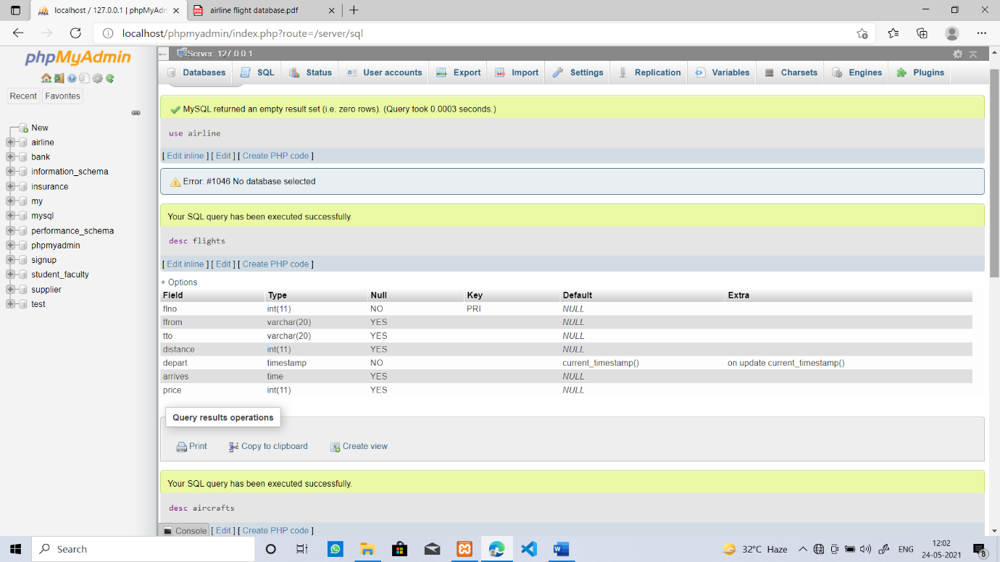 localhost / 127.0.0.1 | phpMyAdn
airline flight database.pdf
localhost/phpmyadmin/index.php?route=/server/sql
phpMyAdmin
Recent Favorites
New
airline
bank
information_schema
insurance
my
mysql
performance_schema
phpmyadmin
signup
student_faculty
supplier
test
Server: 127.0.0.1
Databases SQL Status User accounts Export Import Settings Replication Variables Charsets Engines Plugins
MySQL returned an empty result set (i.e. zero rows). (Query took 0.0003 seconds.)
use airline
[ Edit inline ] [ Edit ] [ Create PHP code ]
Error: #1046 No database selected
Your SQL query has been executed successfully.
desc flights
[ Edit inline ] [ Edit ] [ Create PHP code ]
+ Options
Field Type Null Key Default Extra
flno int(11) NO PRI NULL
ffrom varchar(20) YES NULL
tto varchar(20) YES NULL
distance int(11) YES NULL
depart timestamp NO current_timestamp() on update current_timestamp()
arrives time YES NULL
price int(11) YES NULL
Query results operations
Print Copy to clipboard Create view
Your SQL query has been executed successfully.
desc aircrafts
Console [ Edit ] [ Create PHP code ]
Search
32°C Haze
ENG
12:02
24-05-2021
8